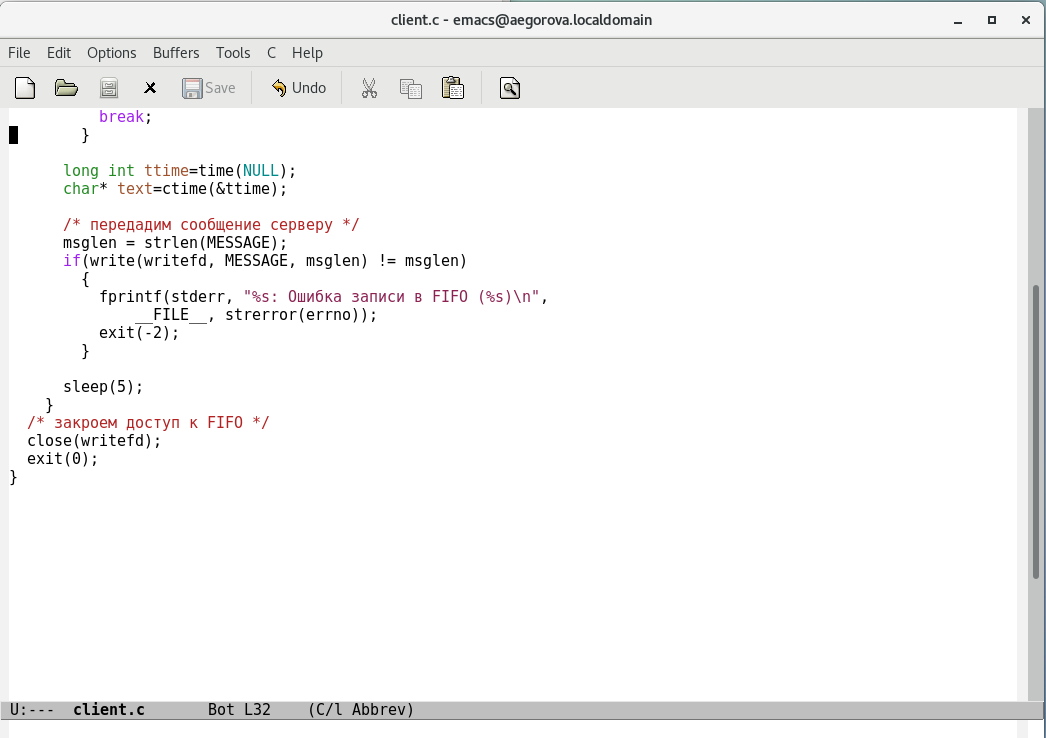 client.c - emacs@aegorova.localdomain
File Edit Options Buffers Tools C Help
Save Undo
break;
}
long int ttime=time(NULL);
char* text=ctime(&ttime);
/* передадим сообщение серверу */
msglen = strlen(MESSAGE);
if(write(writefd, MESSAGE, msglen) != msglen)
{
fprintf(stderr, "%s: Ошибка записи в FIFO (%s)\n",
__FILE__, strerror(errno));
exit(-2);
}
sleep(5);
}
/* закроем доступ к FIFO */
close(writefd);
exit(0);
}
U:--- client.c Bot L32 (C/l Abbrev)